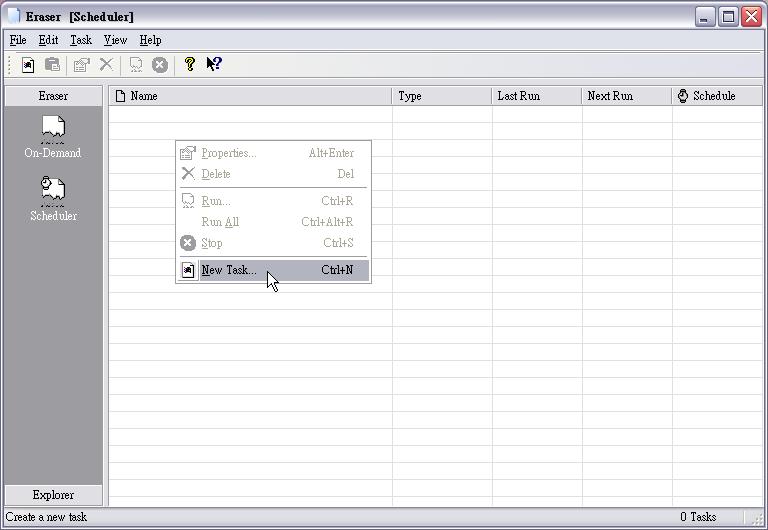 Eraser [Scheduler]
File Edit Task View Help
Eraser
Name Type Last Run Next Run Schedule
On-Demand
Scheduler
Properties... Alt+Enter
Delete Del
Run... Ctrl+R
Run All Ctrl+Alt+R
Stop Ctrl+S
New Task... Ctrl+N
Explorer
Create a new task 0 Tasks